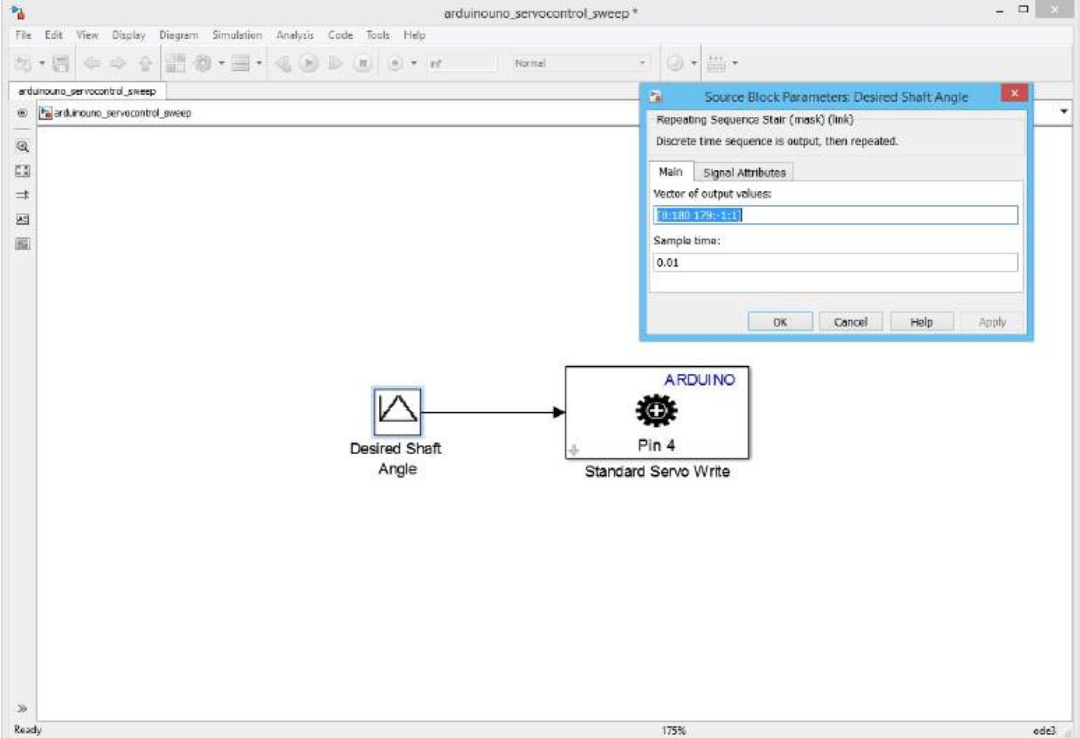 arduinouno_servocontrol_sweep *
File Edit View Display Diagram Simulation Analysis Code Tools Help
inf Normal
arduinouno_servocontrol_sweep
arduinouno_servocontrol_sweep
Source Block Parameters: Desired Shaft Angle
Repeating Sequence Stair (mask) (link)
Discrete time sequence is output, then repeated.
Main Signal Attributes
Vector of output values:
[0:180 179:-1:1]
Sample time:
0.01
OK Cancel Help Apply
ARDUINO
Pin 4
Desired Shaft
Angle
Standard Servo Write
Ready 175% ode3